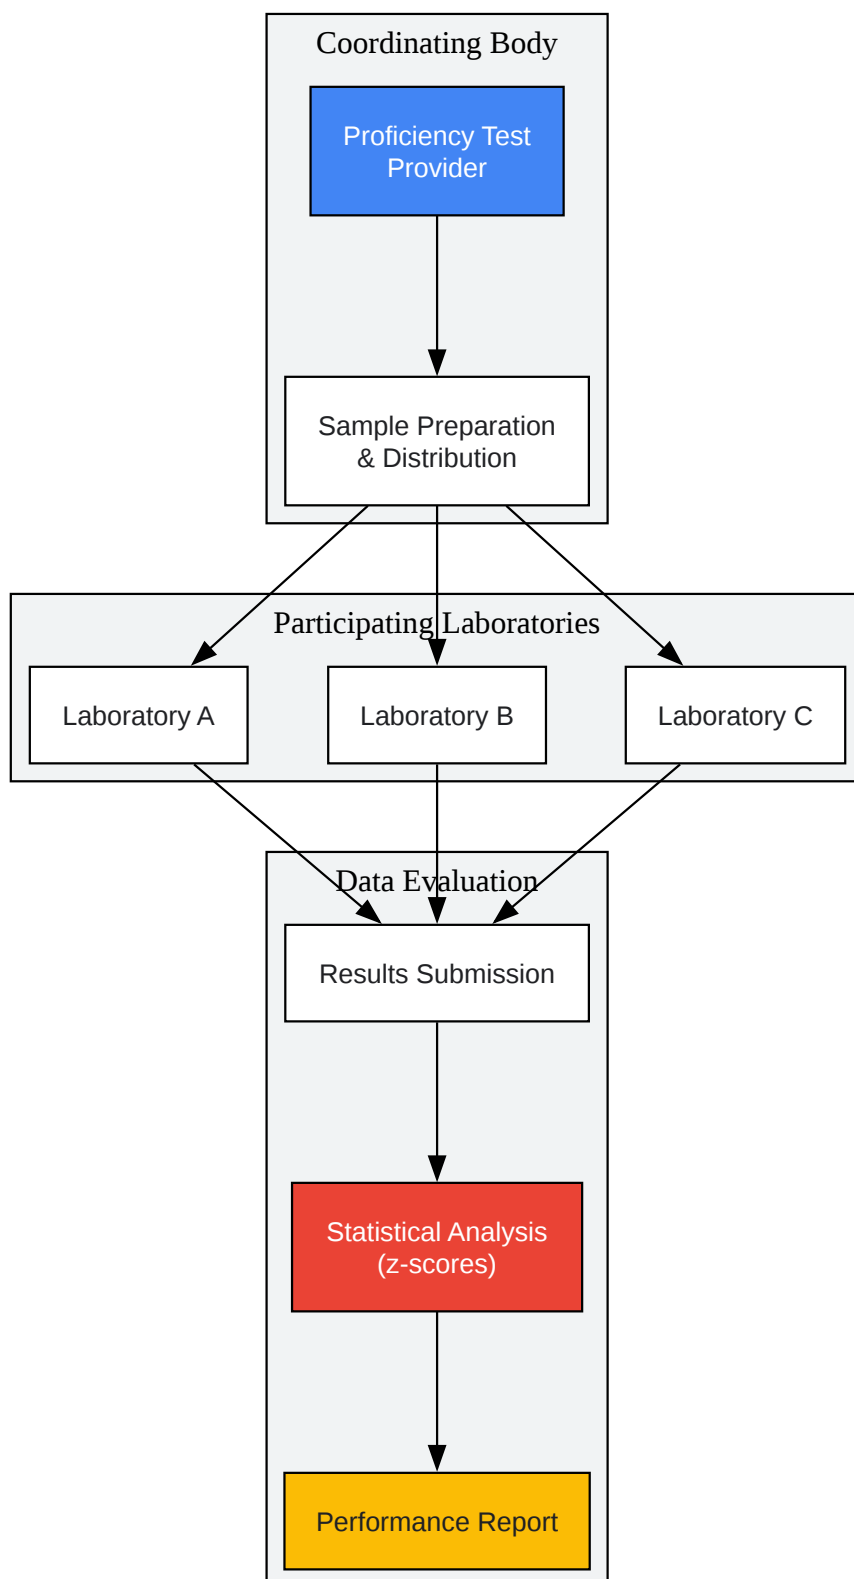 Coordinating Body
Proficiency Test
Provider
Sample Preparation
& Distribution
Participating Laboratories
Laboratory A
Laboratory B
Laboratory C
Data Evaluation
Results Submission
Statistical Analysis
(z-scores)
Performance Report